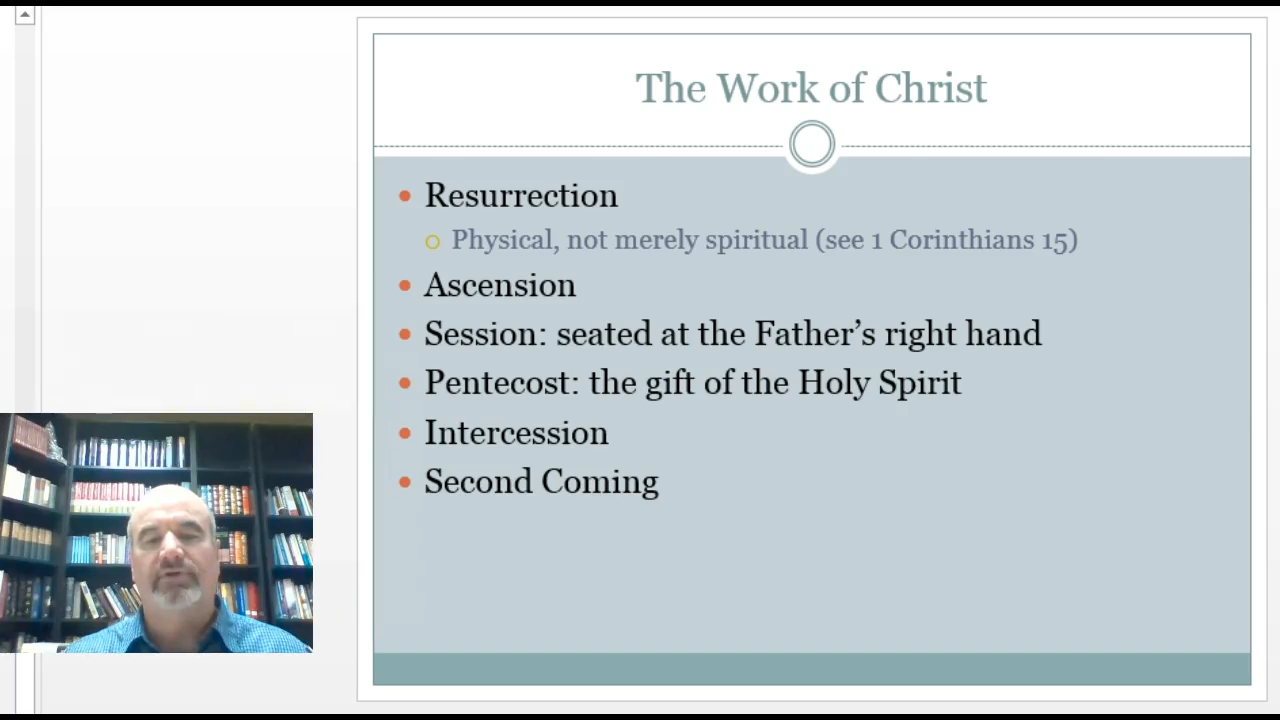 The Work of Christ
Resurrection
Physical, not merely spiritual (see 1 Corinthians 15)
Ascension
Session: seated at the Father’s right hand
Pentecost: the gift of the Holy Spirit
Intercession
Second Coming